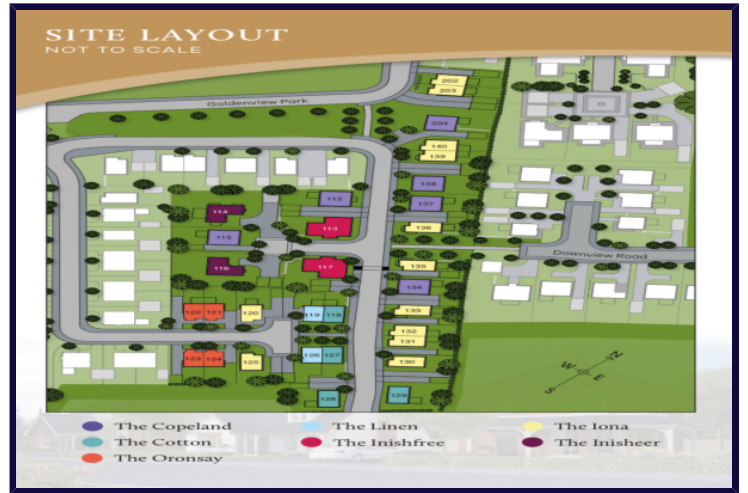 SITE LAYOUT
NOT TO SCALE
202
203
Goldenview Park
204
140
139
138
112
137
114
113
136
115
Downview Road
116
117
135
134
122 121
120
119 118
133
132
131
123 124
125
126 127
130
128
129
N
W
E
S
The Copeland
The Linen
The Iona
The Cotton
The Inishfree
The Inisheer
The Oronsay